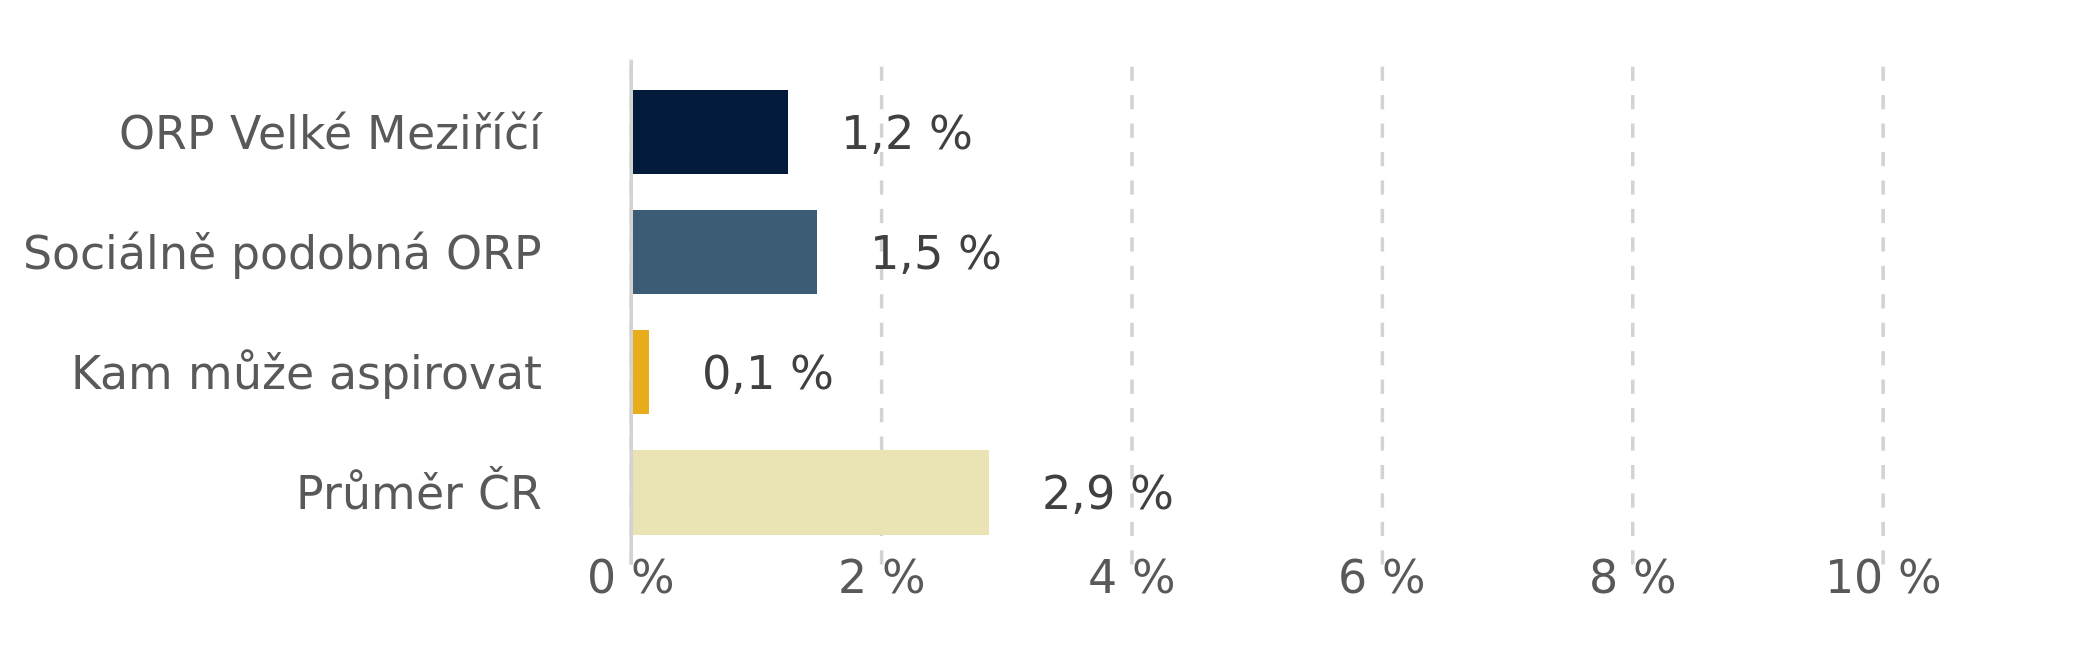 ORP Velké Meziříčí 1,2 %
Sociálně podobná ORP 1,5 %
Kam může aspirovat 0,1 %
Průměr ČR 2,9 %
0 % 2 % 4 % 6 % 8 % 10 %